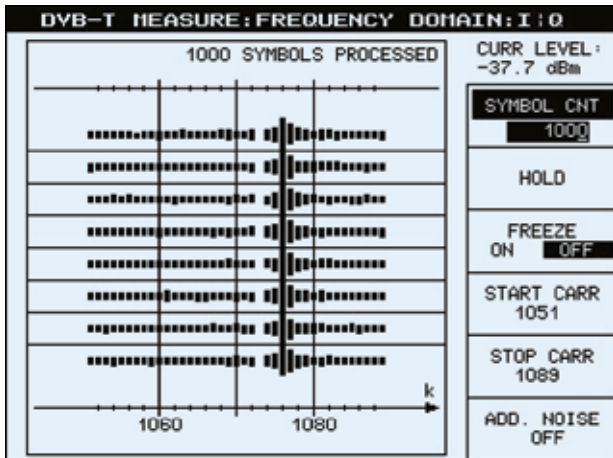 DVB-T MEASURE:FREQUENCY DOMAIN:I|Q
1000 SYMBOLS PROCESSED
k
1060 1080
CURR LEVEL:
-37.7 dBm
SYMBOL CNT
1000
HOLD
FREEZE
ON OFF
START CARR
1051
STOP CARR
1089
ADD. NOISE
OFF